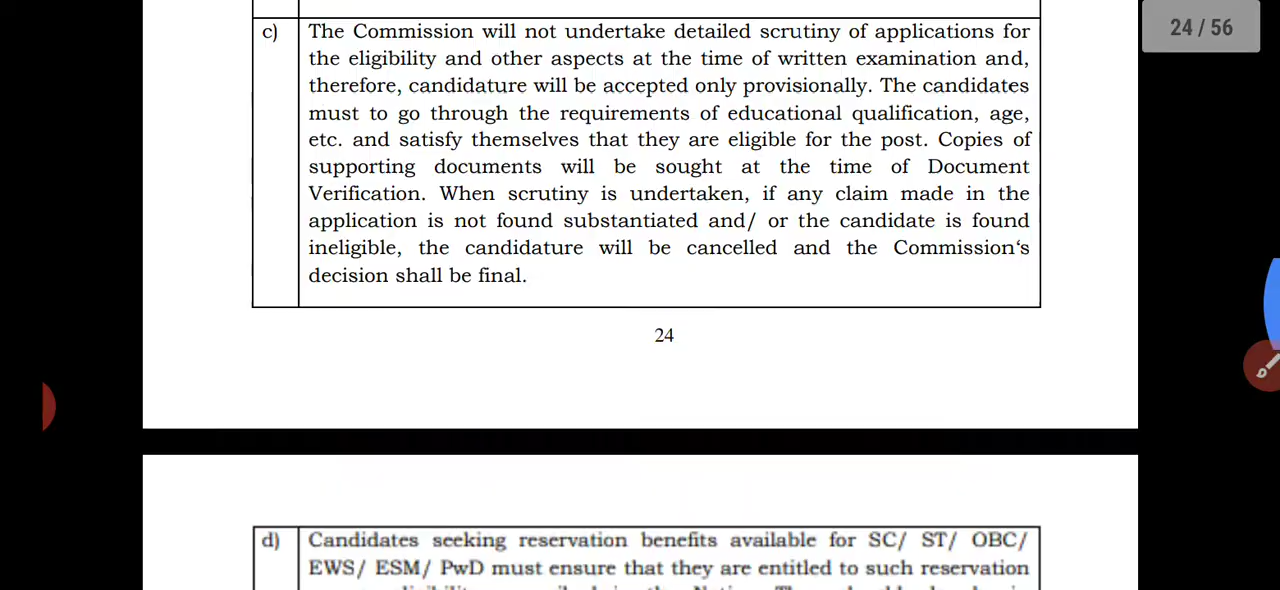 24 / 56
c) The Commission will not undertake detailed scrutiny of applications for
the eligibility and other aspects at the time of written examination and,
therefore, candidature will be accepted only provisionally. The candidates
must to go through the requirements of educational qualification, age,
etc. and satisfy themselves that they are eligible for the post. Copies of
supporting documents will be sought at the time of Document
Verification. When scrutiny is undertaken, if any claim made in the
application is not found substantiated and/ or the candidate is found
ineligible, the candidature will be cancelled and the Commission‘s
decision shall be final.
24
d) Candidates seeking reservation benefits available for SC/ ST/ OBC/
EWS/ ESM/ PwD must ensure that they are entitled to such reservation